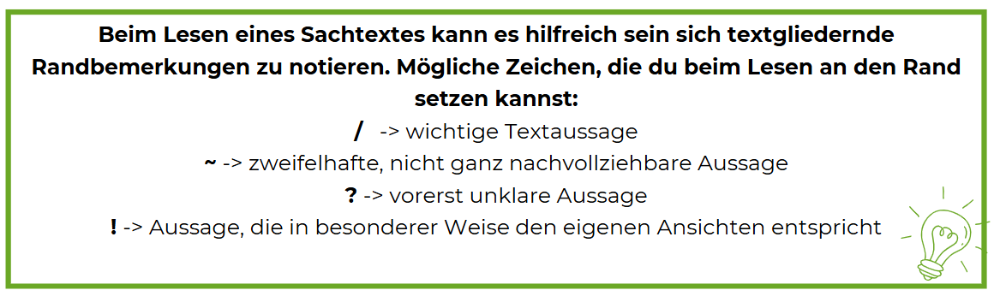 Beim Lesen eines Sachtextes kann es hilfreich sein sich textgliedernde
Randbemerkungen zu notieren. Mögliche Zeichen, die du beim Lesen an den Rand
setzen kannst:
/ -> wichtige Textaussage
~ -> zweifelhafte, nicht ganz nachvollziehbare Aussage
? -> vorerst unklare Aussage
! -> Aussage, die in besonderer Weise den eigenen Ansichten entspricht